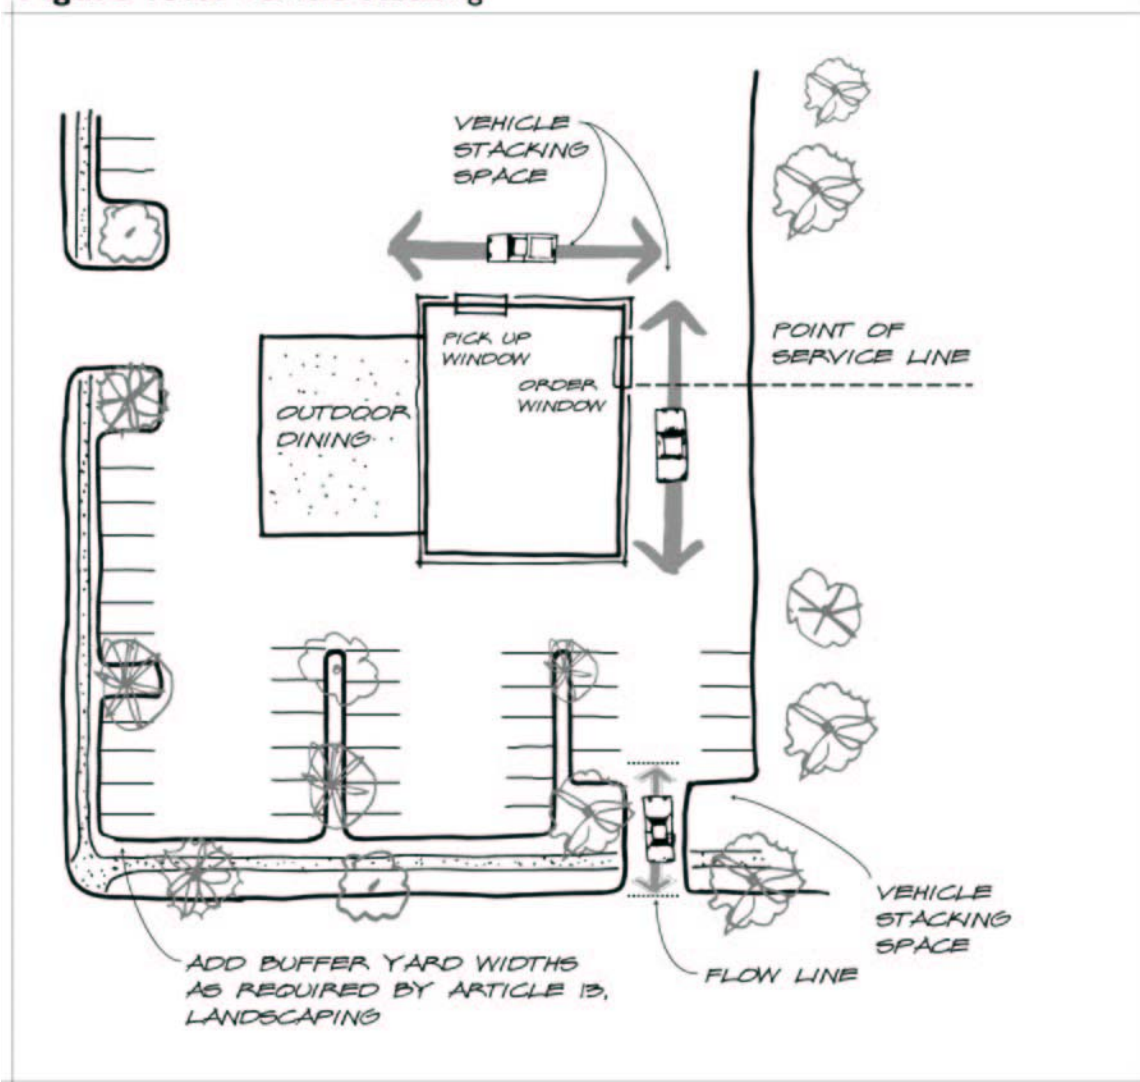 VEHICLE
STACKING
SPACE
PICK UP
WINDOW
ORDER
WINDOW
POINT OF
SERVICE LINE
OUTDOOR
DINING
VEHICLE
STACKING
SPACE
FLOW LINE
ADD BUFFER YARD WIDTHS
AS REQUIRED BY ARTICLE 13,
LANDSCAPING